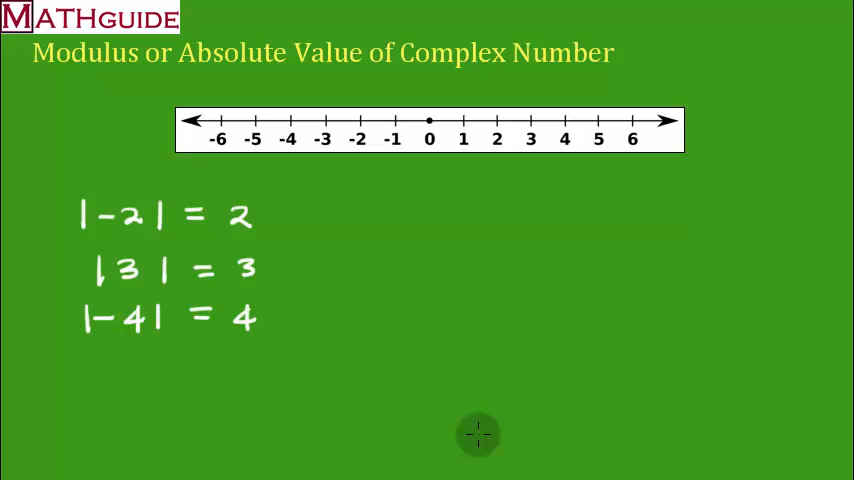 MATHGUIDE
Modulus or Absolute Value of Complex Number
-6 -5 -4 -3 -2 -1 0 1 2 3 4 5 6
|-2| = 2
|3| = 3
|-4| = 4